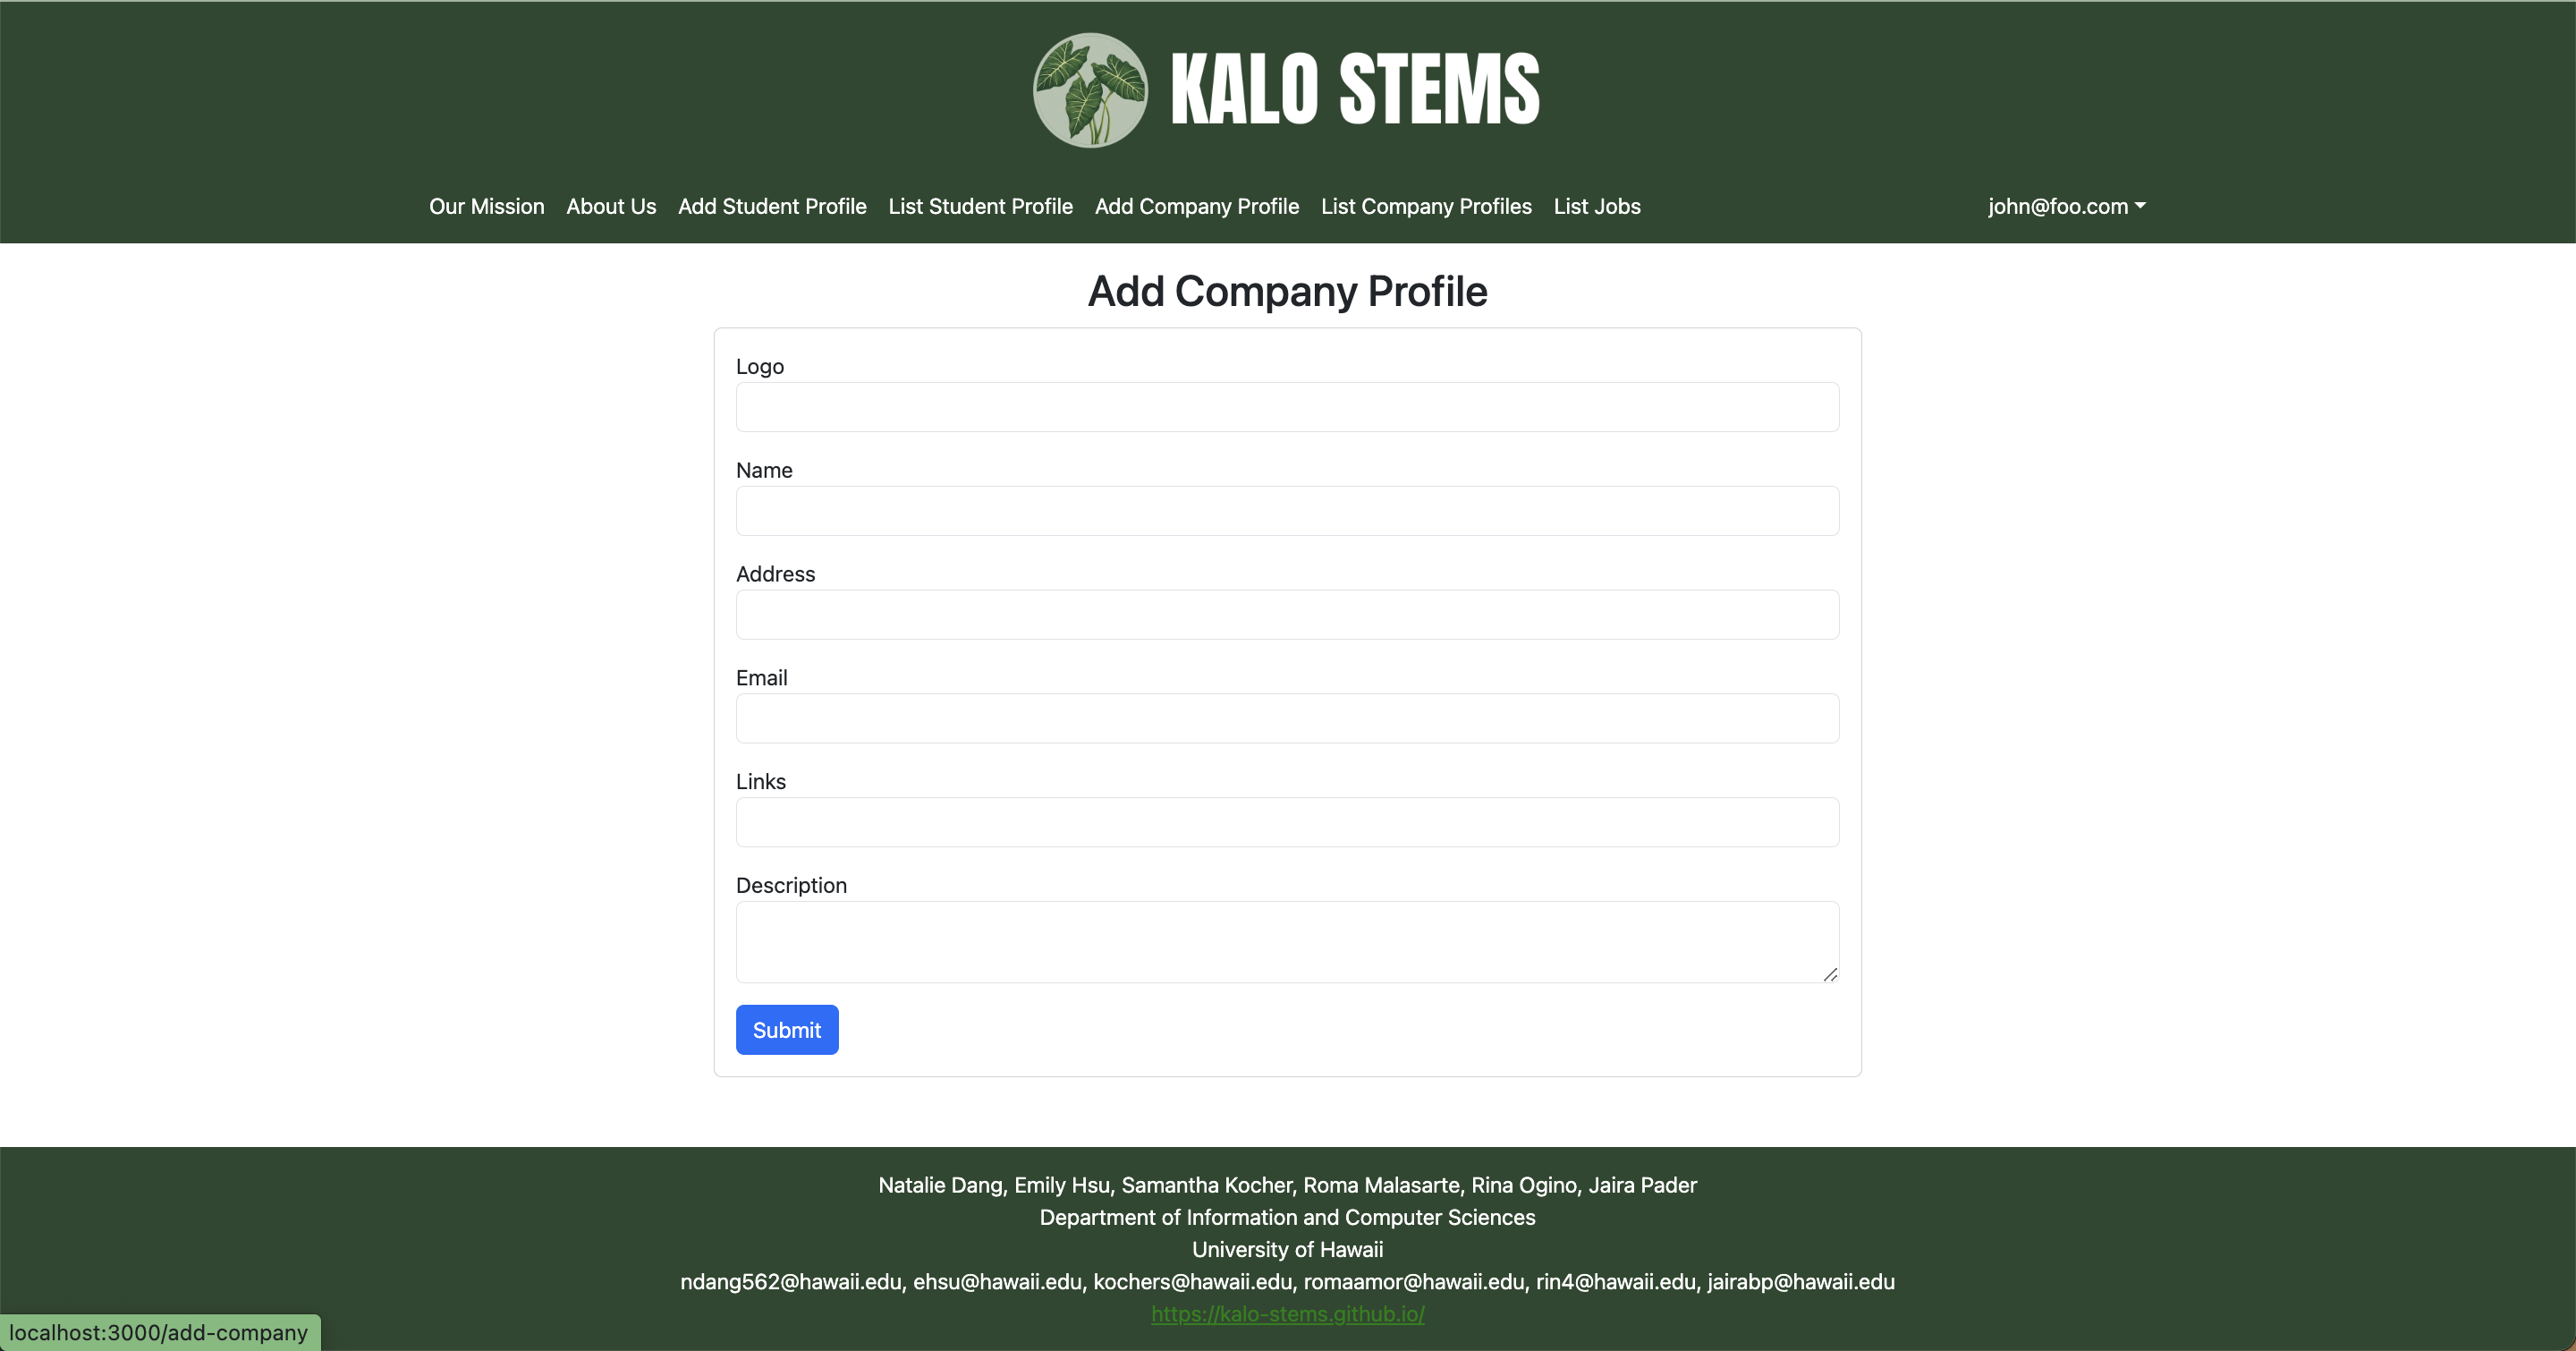 KALO STEMS
Our Mission About Us Add Student Profile List Student Profile Add Company Profile List Company Profiles List Jobs john@foo.com
Add Company Profile
Logo
Name
Address
Email
Links
Description
Submit
Natalie Dang, Emily Hsu, Samantha Kocher, Roma Malasarte, Rina Ogino, Jaira Pader
Department of Information and Computer Sciences
University of Hawaii
ndang562@hawaii.edu, ehsu@hawaii.edu, kochers@hawaii.edu, romaamor@hawaii.edu, rin4@hawaii.edu, jairabp@hawaii.edu
https://kalo-stems.github.io/
localhost:3000/add-company